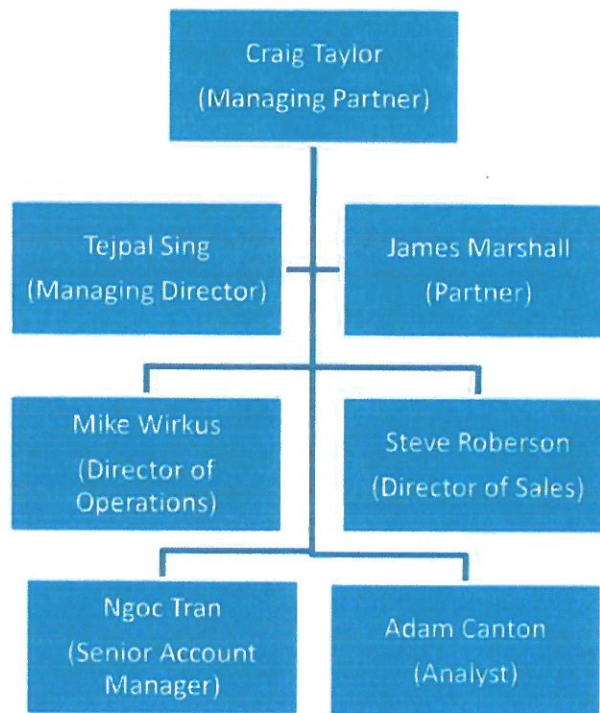 Craig Taylor
(Managing Partner)
Tejpal Sing
(Managing Director)
James Marshall
(Partner)
Mike Wirkus
(Director of
Operations)
Steve Roberson
(Director of Sales)
Ngoc Tran
(Senior Account
Manager)
Adam Canton
(Analyst)